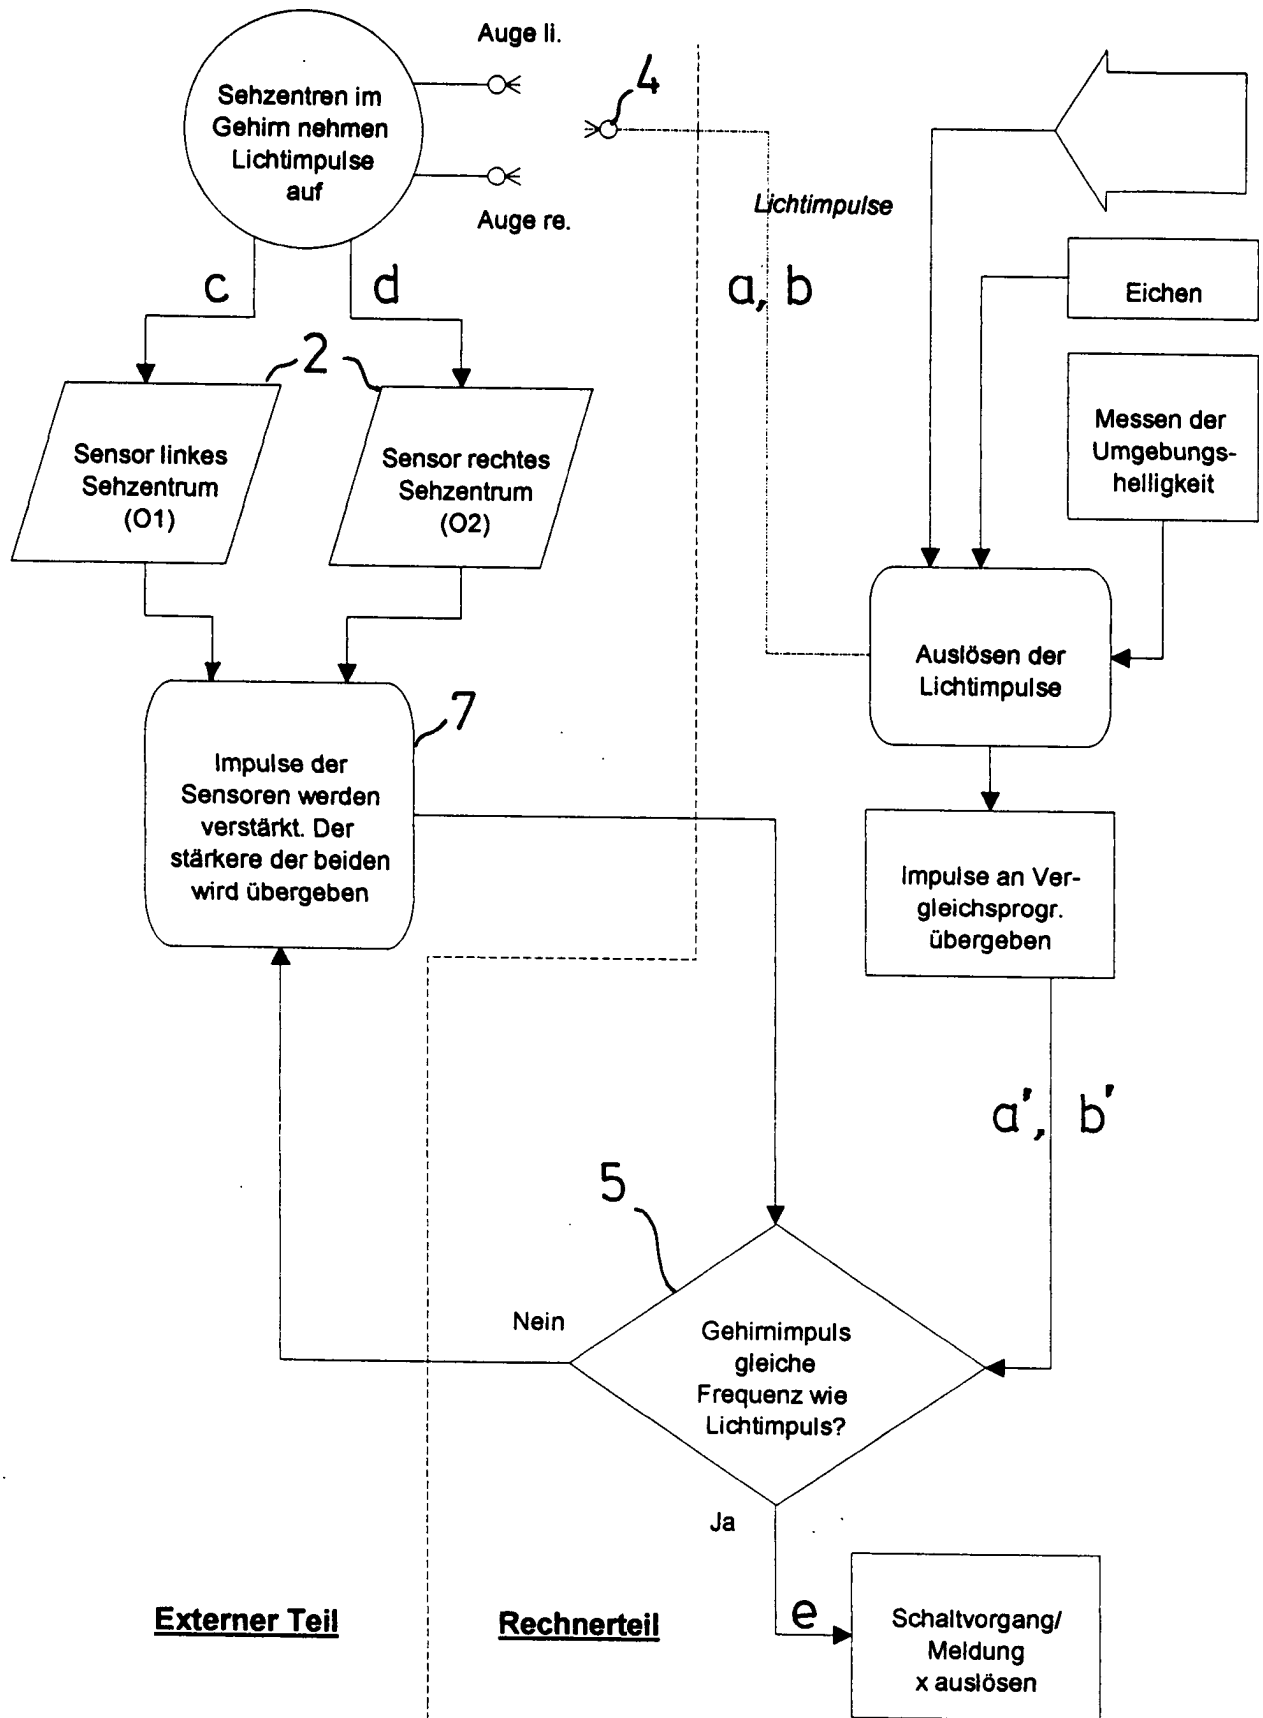 Auge li.
Sehzentren im
Gehirn nehmen
Lichtimpulse
auf
4
Auge re.
Lichtimpulse
c
d
a, b
Eichen
2
Messen der
Umgebungs-
helligkeit
Sensor linkes
Sehzentrum
(O1)
Sensor rechtes
Sehzentrum
(O2)
Auslösen der
Lichtimpulse
7
Impulse der
Sensoren werden
verstärkt. Der
stärkere der beiden
wird übergeben
Impulse an Ver-
gleichsprogr.
übergeben
a', b'
5
Nein
Gehirnimpuls
gleiche
Frequenz wie
Lichtimpuls?
Ja
e
Externer Teil
Rechnerteil
Schaltvorgang/
Meldung
x auslösen